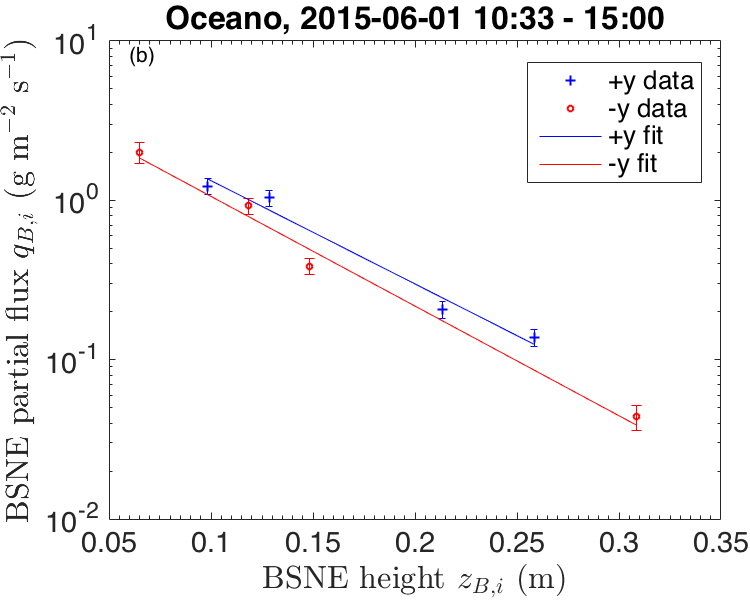 Oceano, 2015-06-01 10:33 - 15:00
(b)
+y data
-y data
+y fit
-y fit
BSNE partial flux q_{B,i} (g m^{-2} s^{-1})
10^1
10^0
10^{-1}
10^{-2}
0.05 0.1 0.15 0.2 0.25 0.3 0.35
BSNE height z_{B,i} (m)